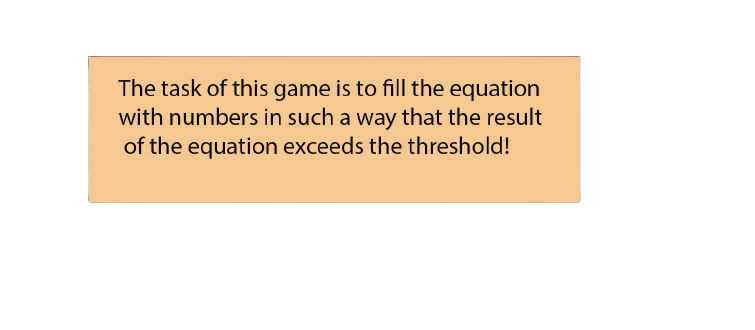 The task of this game is to fill the equation
with numbers in such a way that the result
of the equation exceeds the threshold!